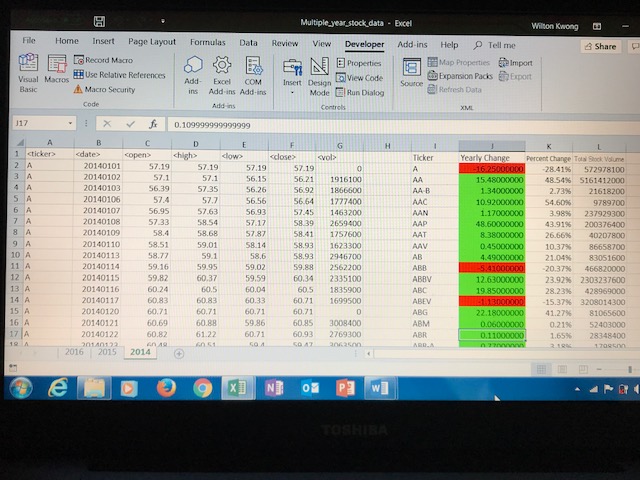 Multiple_year_stock_data - Excel Wilton Kwong
File Home Insert Page Layout Formulas Data Review View Developer Add-ins Help Tell me Share
Visual Basic Macros Record Macro Use Relative References Macro Security
Code
Add-ins Excel Add-ins COM Add-ins
Add-ins
Insert Design Mode Properties View Code Run Dialog
Controls
Source Map Properties Expansion Packs Refresh Data Import Export
XML
J17 fx 0.109999999999999
A B C D E F G H I J K L
1 <ticker> <date> <open> <high> <low> <close> <vol> Ticker Yearly Change Percent Change Total Stock Volume
2 A 20140101 57.19 57.19 57.19 57.19 0 A -16.25000000 -28.41% 572978100
3 A 20140102 57.1 57.1 56.15 56.21 1916100 AA 15.48000000 48.54% 5161412000
4 A 20140103 56.39 57.35 56.26 56.92 1866600 AA-B 1.34000000 2.73% 21618200
5 A 20140106 57.4 57.7 56.56 56.64 1777400 AAC 10.92000000 54.60% 9789700
6 A 20140107 56.95 57.63 56.93 57.45 1463200 AAN 1.17000000 3.98% 237929300
7 A 20140108 57.33 58.54 57.17 58.39 2659400 AAP 48.60000000 43.91% 200376400
8 A 20140109 58.4 58.68 57.87 58.41 1757600 AAT 8.38000000 26.66% 40207800
9 A 20140110 58.51 59.01 58.14 58.93 1623300 AAV 0.45000000 10.37% 86658700
10 A 20140113 58.77 59.1 58.6 58.93 2946700 AB 4.49000000 21.04% 83051600
11 A 20140114 59.16 59.95 59.02 59.88 2562200 ABB -5.41000000 -20.37% 466820000
12 A 20140115 59.82 60.37 59.59 60.34 2335100 ABBV 12.63000000 23.92% 2303237600
13 A 20140116 60.24 60.5 60.04 60.5 1835900 ABC 19.85000000 28.23% 428969000
14 A 20140117 60.83 60.83 60.33 60.71 1699500 ABEV -1.13000000 -15.37% 3208014300
15 A 20140120 60.71 60.71 60.71 60.71 0 ABG 22.18000000 41.27% 81065600
16 A 20140121 60.69 60.88 59.86 60.85 3008400 ABM 0.06000000 0.21% 52403000
17 A 20140122 60.82 61.22 60.71 60.93 2769300 ABR 0.11000000 1.65% 28348400
2016 2015 2014
TOSHIBA